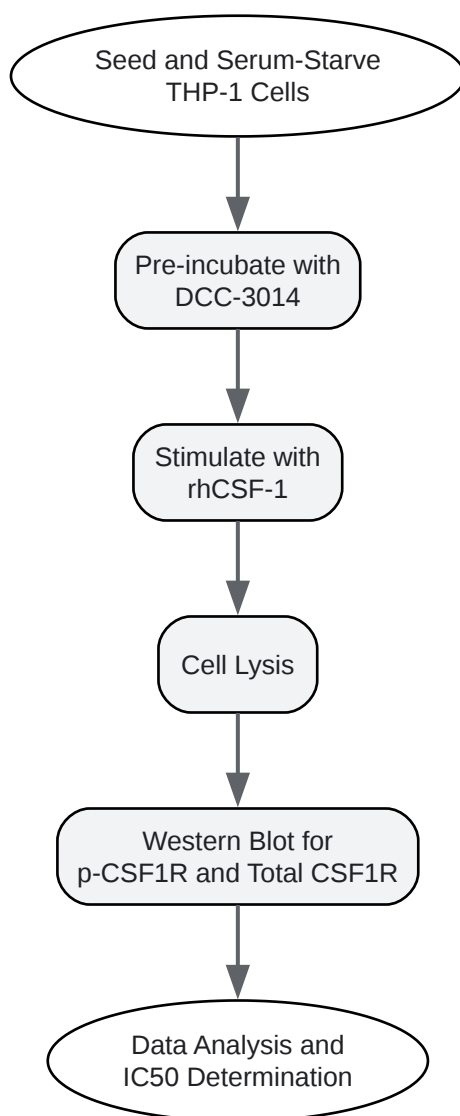 Seed and Serum-Starve
THP-1 Cells
Pre-incubate with
DCC-3014
Stimulate with
rhCSF-1
Cell Lysis
Western Blot for
p-CSF1R and Total CSF1R
Data Analysis and
IC50 Determination